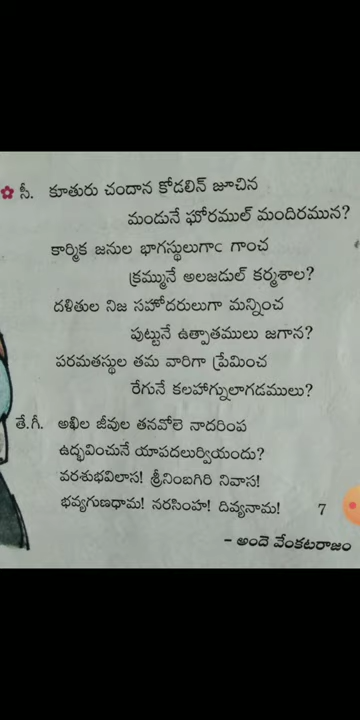 సీ. కూతురు చందాన కోడలిన్ జూచిన
మండునే ఘోరముల్ మందిరమున?
కార్మిక జనుల భాగస్థులుగాఁ గాంచ
క్రమ్మునే అలజడుల్ కర్మశాల?
దళితుల నిజ సహోదరులుగా మన్నించ
పుట్టునే ఉత్పాతములు జగాన?
పరమతస్థుల తమ వారిగా ప్రేమించ
రేగునే కలహాగ్నులాగడములు?
తే.గీ. అఖిల జీవుల తనవోలె నాదరింప
ఉద్భవించునే యాపదలుర్వియందు?
వరశుభవిలాస! శ్రీనింబగిరి నివాస!
భవ్యగుణధామ! నరసింహ! దివ్యనామ! 7
– అందె వేంకటరాజం